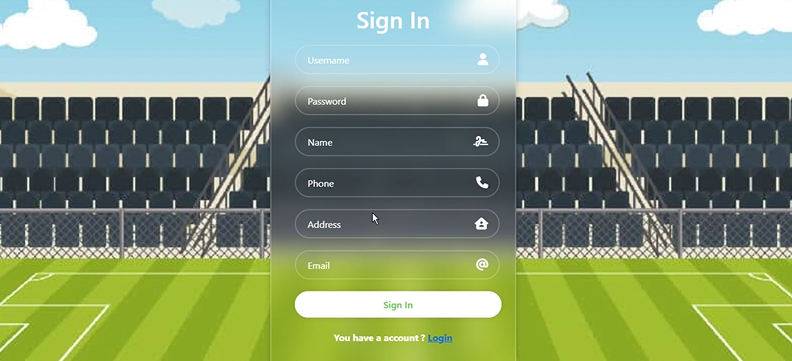 Sign In
Username
Password
Name
Phone
Address
Email
Sign In
You have a account ? Login